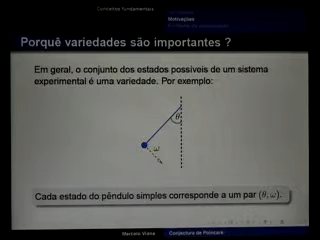 Conceitos fundamentais
Motivações
Porquê variedades são importantes ?
Em geral, o conjunto dos estados possíveis de um sistema
experimental é uma variedade. Por exemplo:
θ
ω
Cada estado do pêndulo simples corresponde a um par (θ, ω).
Marcelo Viana
Conjectura de Poincaré